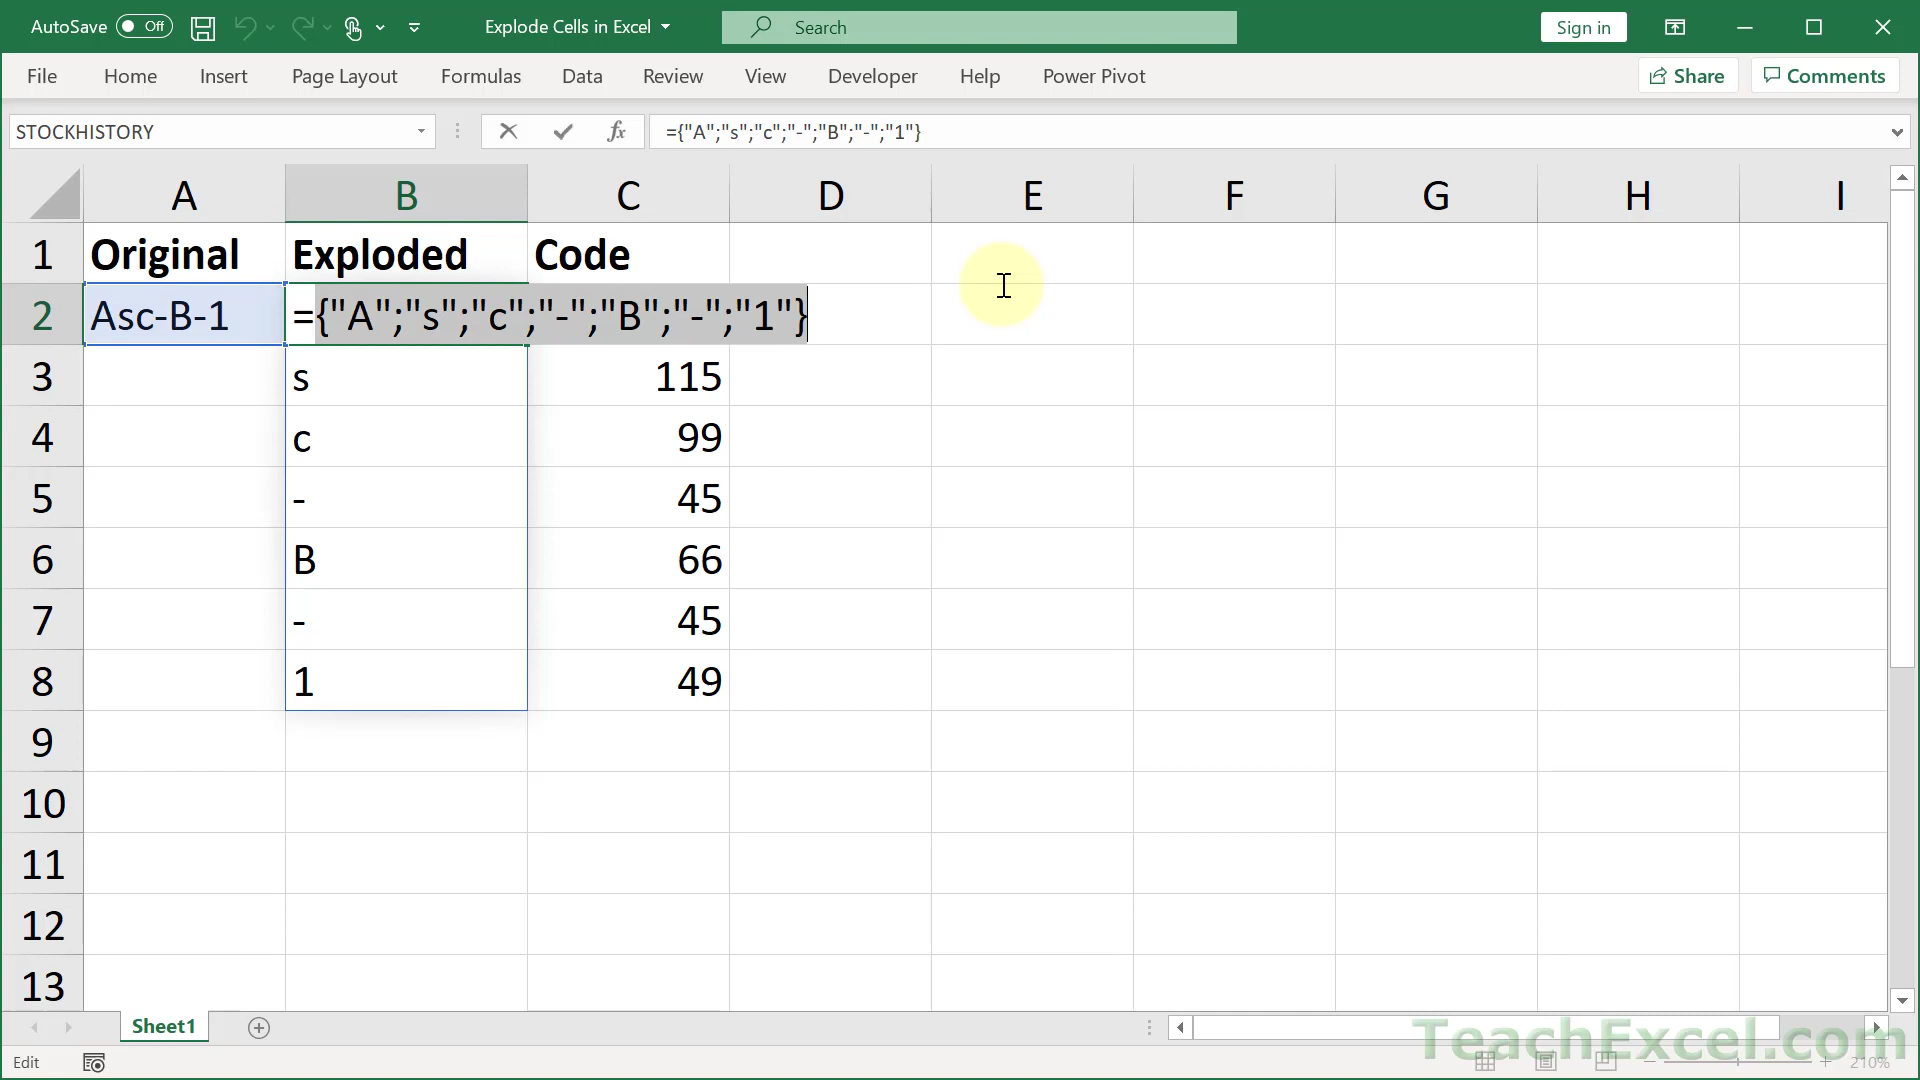 AutoSave Off Explode Cells in Excel Search Sign in
File Home Insert Page Layout Formulas Data Review View Developer Help Power Pivot Share Comments
STOCKHISTORY fx ={"A";"s";"c";"-";"B";"-";"1"}
A B C D E F G H I
1 Original Exploded Code
2 Asc-B-1 ={"A";"s";"c";"-";"B";"-";"1"}
3 s 115
4 c 99
5 - 45
6 B 66
7 - 45
8 1 49
9
10
11
12
13
Sheet1
TeachExcel.com
Edit 210%